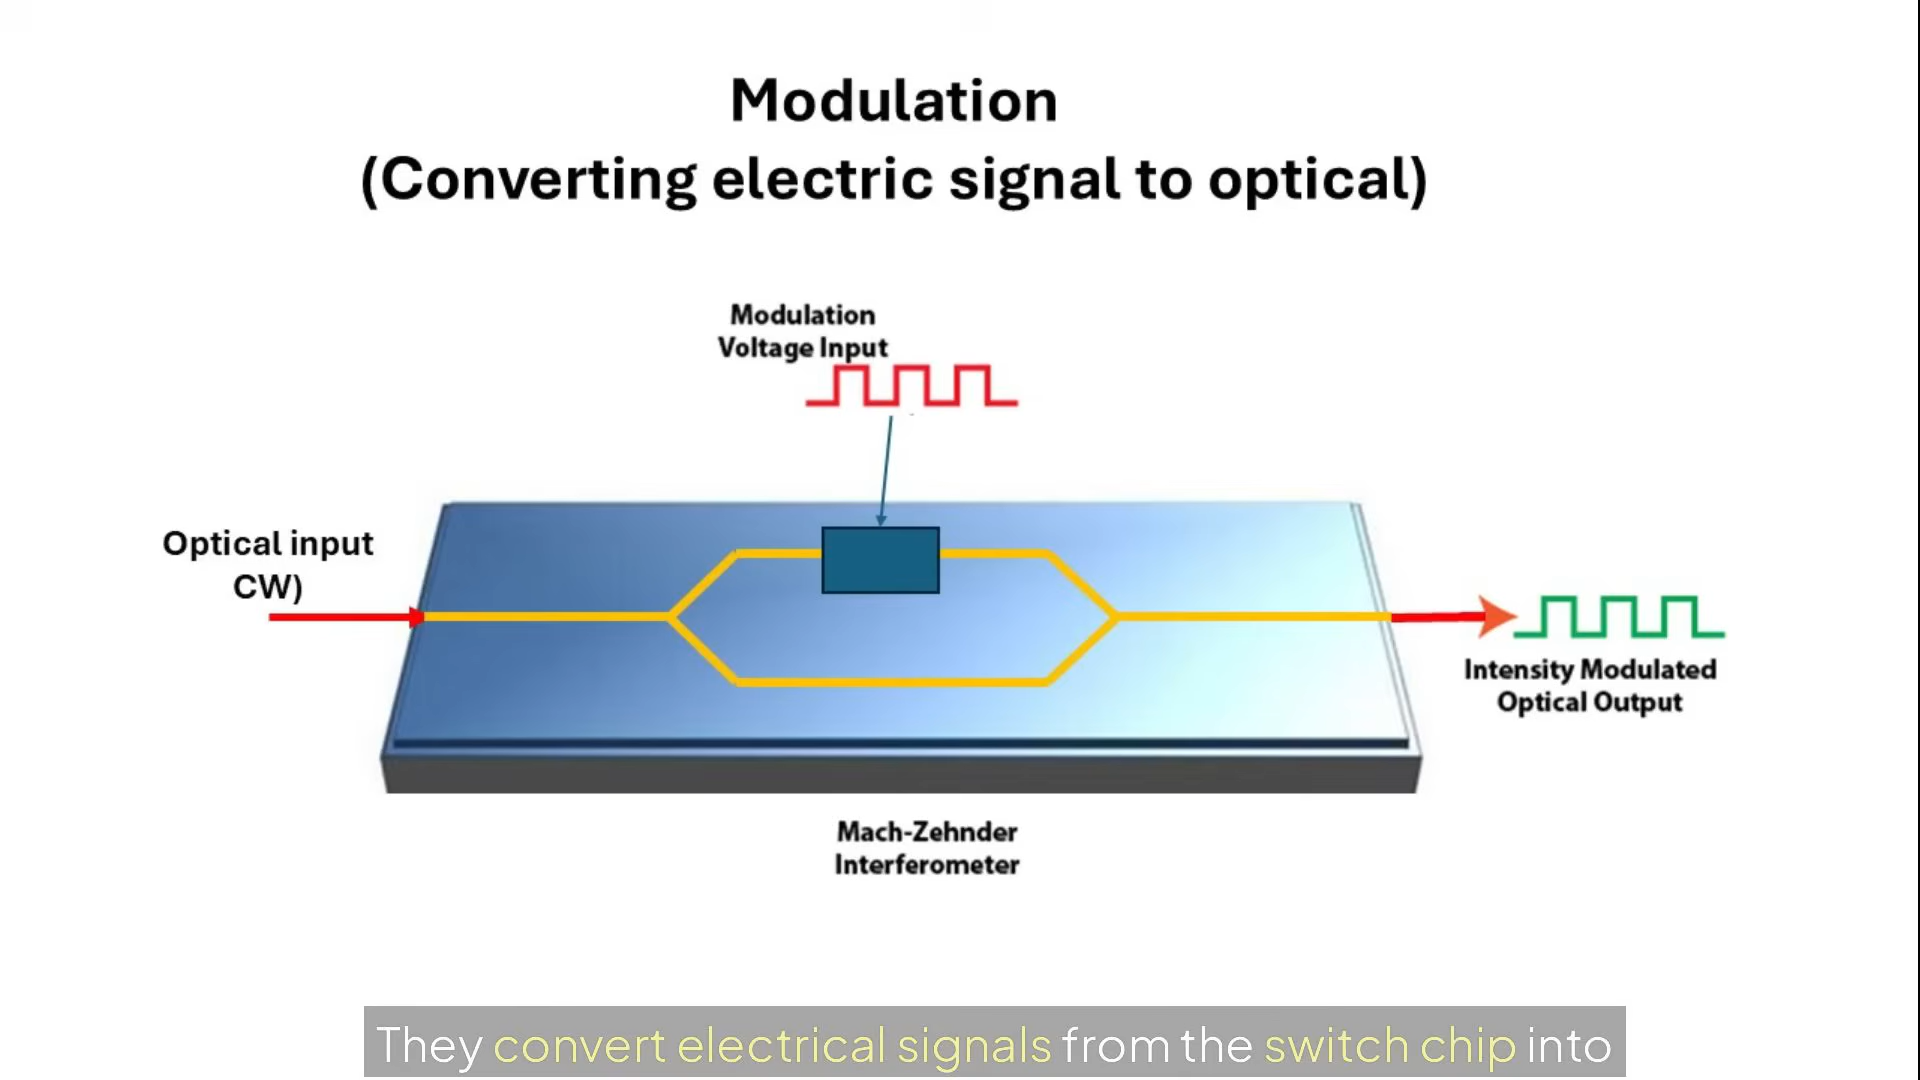 Modulation
(Converting electric signal to optical)
Modulation
Voltage Input
Optical input
CW)
Intensity Modulated
Optical Output
Mach-Zehnder
Interferometer
They convert electrical signals from the switch chip into